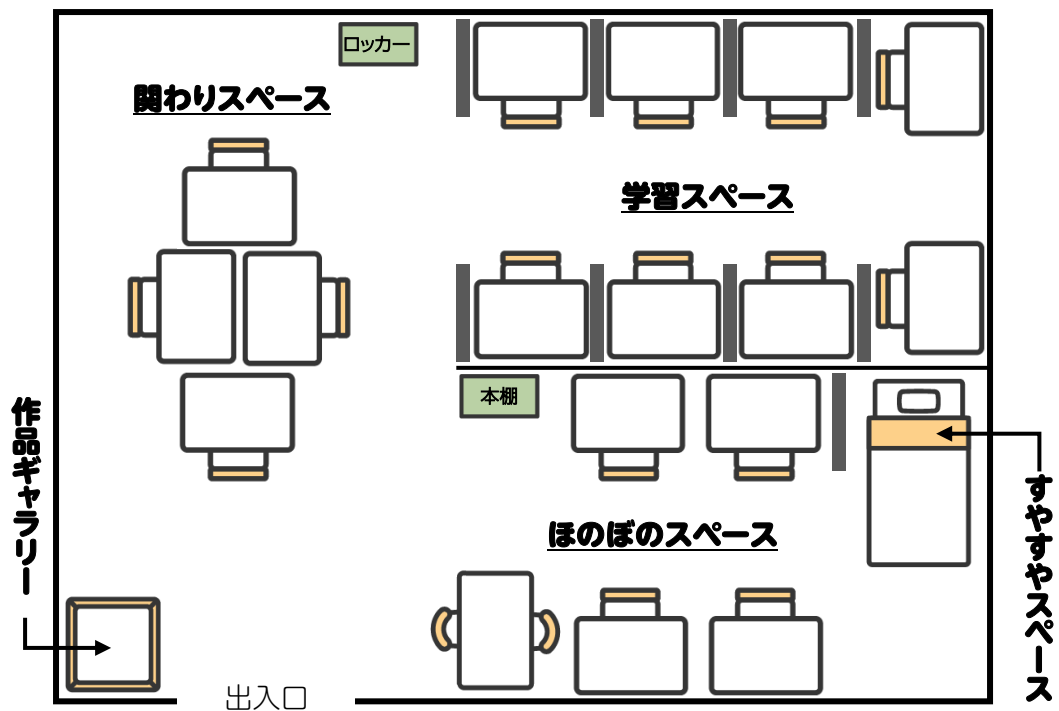 ロッカー
関わりスペース
学習スペース
本棚
作品ギャラリー
すやすやスペース
ほのぼのスペース
出入口